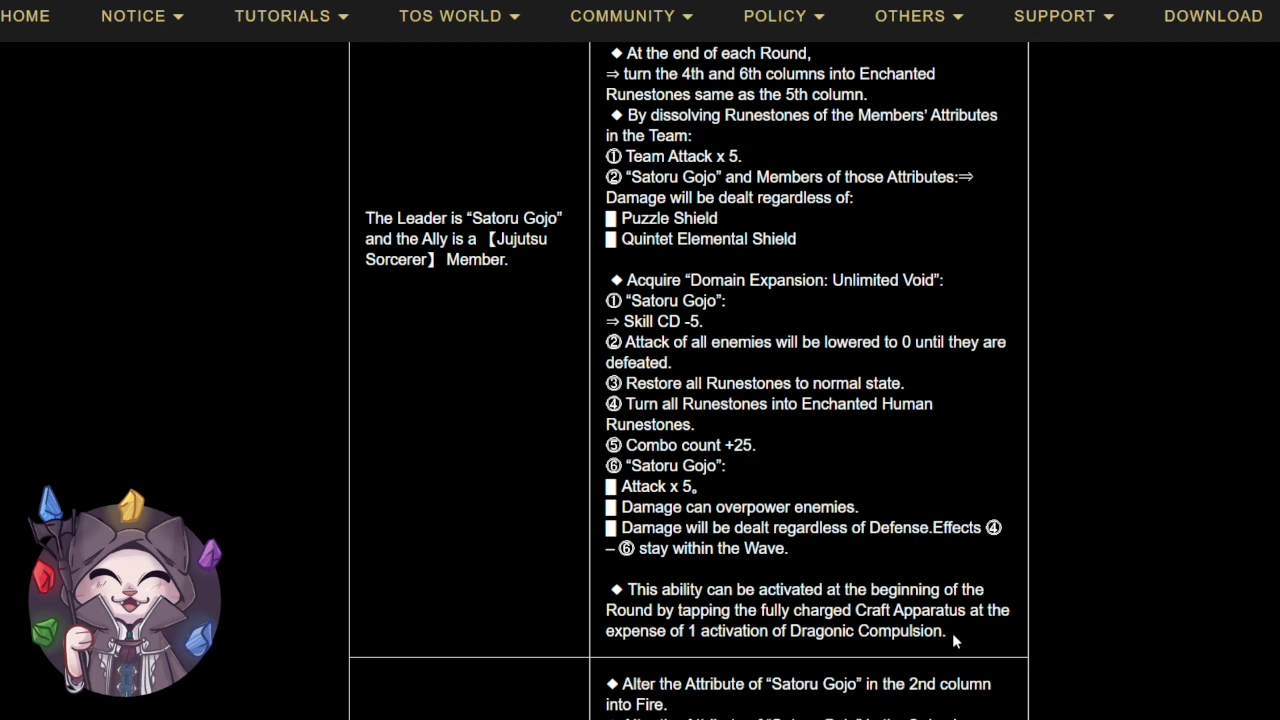 HOME NOTICE TUTORIALS TOS WORLD COMMUNITY POLICY OTHERS SUPPORT DOWNLOAD
The Leader is “Satoru Gojo”
and the Ally is a 【Jujutsu
Sorcerer】 Member.
◆ At the end of each Round,
⇒ turn the 4th and 6th columns into Enchanted
Runestones same as the 5th column.
◆ By dissolving Runestones of the Members’ Attributes
in the Team:
① Team Attack x 5.
② “Satoru Gojo” and Members of those Attributes:⇒
Damage will be dealt regardless of:
█ Puzzle Shield
█ Quintet Elemental Shield
◆ Acquire “Domain Expansion: Unlimited Void”:
① “Satoru Gojo”:
⇒ Skill CD -5.
② Attack of all enemies will be lowered to 0 until they are
defeated.
③ Restore all Runestones to normal state.
④ Turn all Runestones into Enchanted Human
Runestones.
⑤ Combo count +25.
⑥ “Satoru Gojo”:
█ Attack x 5。
█ Damage can overpower enemies.
█ Damage will be dealt regardless of Defense.Effects ④
– ⑥ stay within the Wave.
◆ This ability can be activated at the beginning of the
Round by tapping the fully charged Craft Apparatus at the
expense of 1 activation of Dragonic Compulsion.
◆ Alter the Attribute of “Satoru Gojo” in the 2nd column
into Fire.